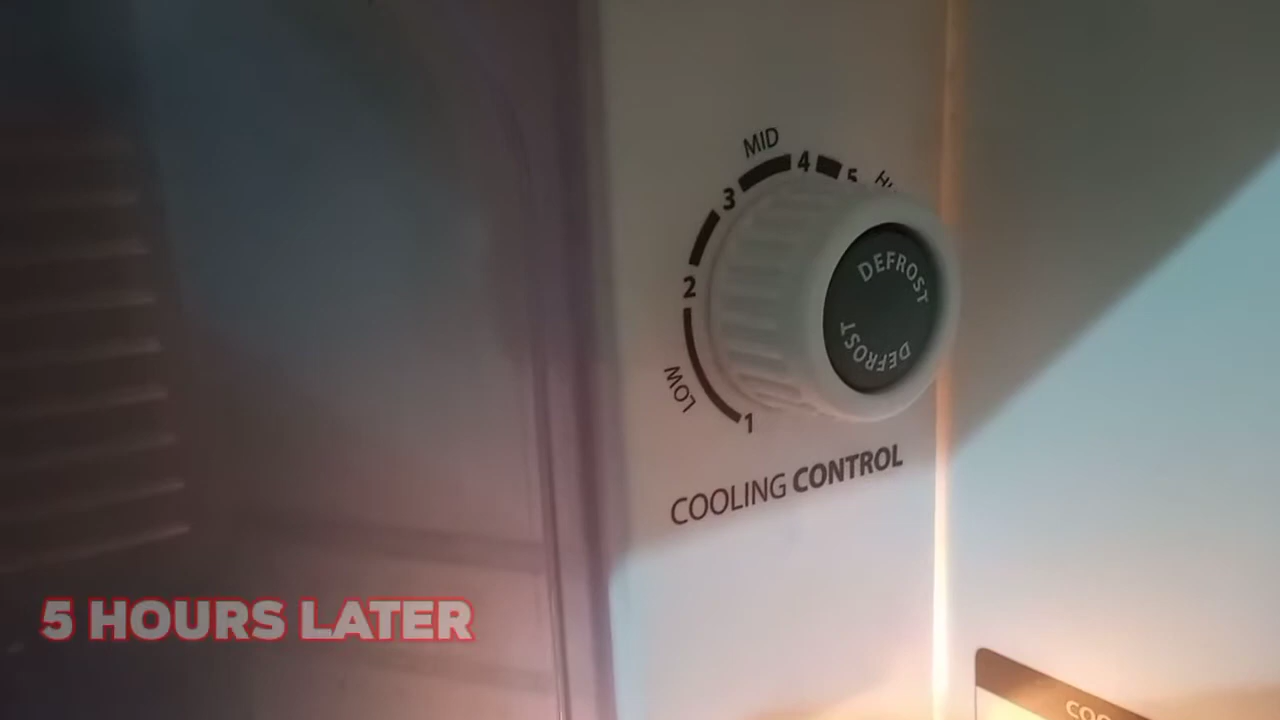 MID
4
5
3
2
LOW
1
DEFROST
DEFROST
COOLING CONTROL
5 HOURS LATER